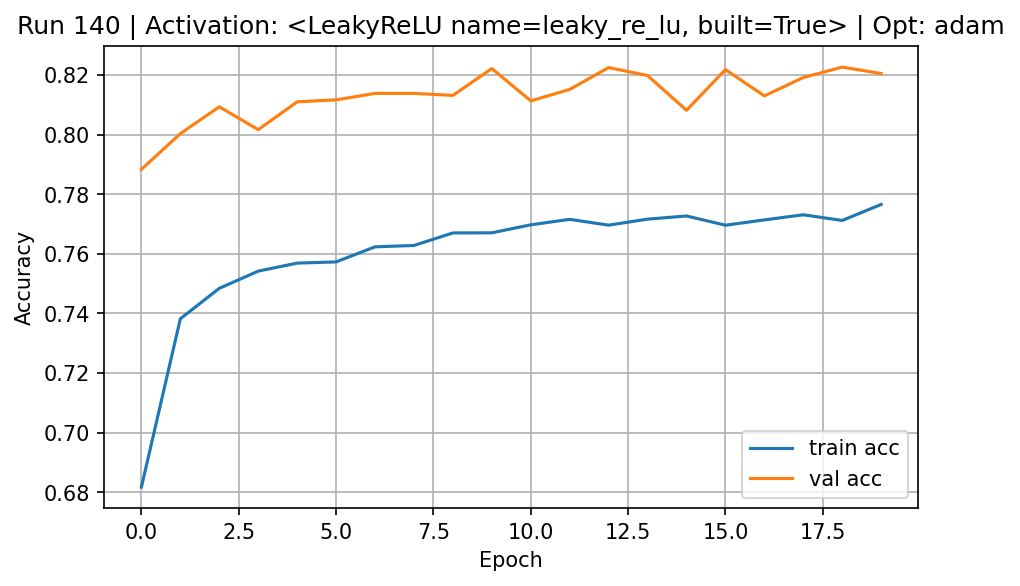 Run 140 | Activation: <LeakyReLU name=leaky_re_lu, built=True> | Opt: adam
0.82
0.80
0.78
0.76
0.74
0.72
0.70
0.68
Accuracy
train acc
val acc
0.0 2.5 5.0 7.5 10.0 12.5 15.0 17.5
Epoch